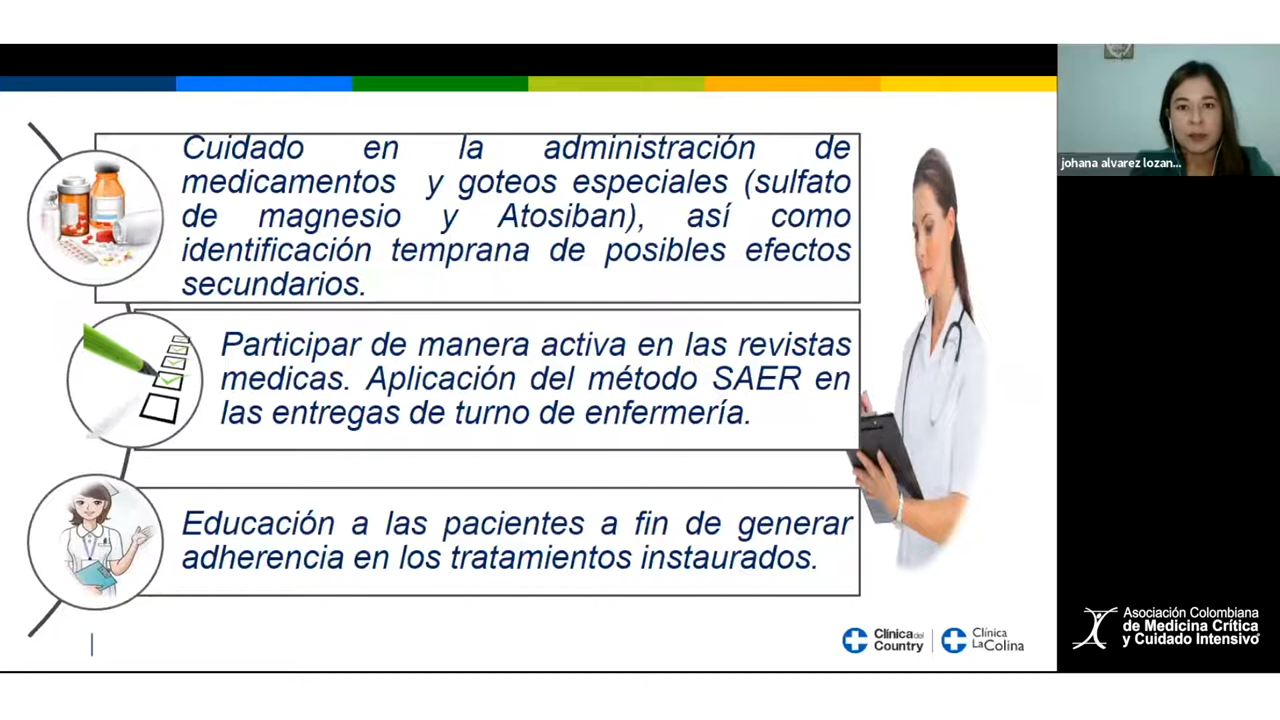 Cuidado en la administración de
medicamentos y goteos especiales (sulfato
de magnesio y Atosiban), así como
identificación temprana de posibles efectos
secundarios.
Participar de manera activa en las revistas
medicas. Aplicación del método SAER en
las entregas de turno de enfermería.
Educación a las pacientes a fin de generar
adherencia en los tratamientos instaurados.
Clínica del
Country
Clínica
La Colina
johana alvarez lozan...
Asociación Colombiana
de Medicina Crítica
y Cuidado Intensivo